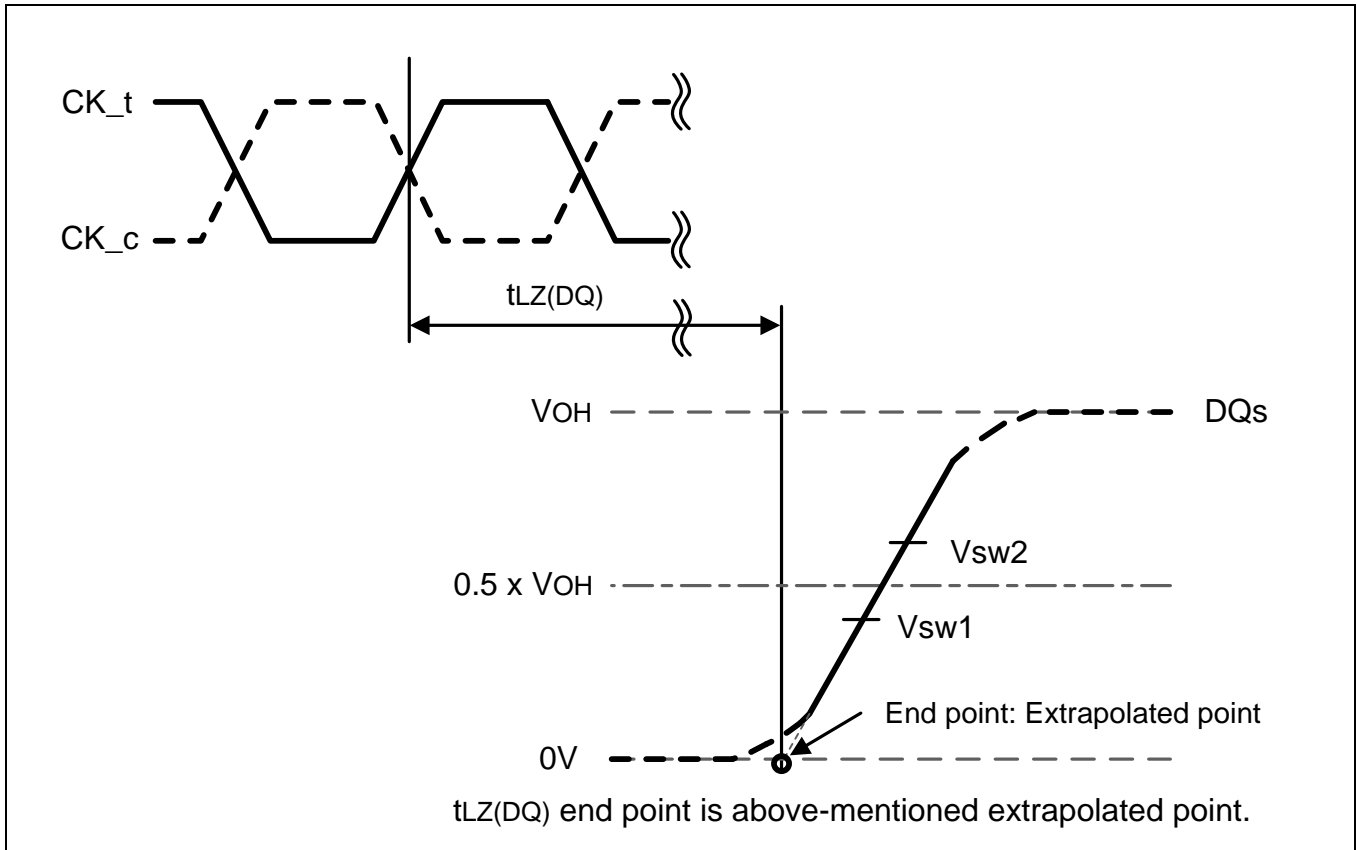 CK_t
CK_c
tLZ(DQ)
VOH
DQs
Vsw2
0.5 x VOH
Vsw1
End point: Extrapolated point
0V
tLZ(DQ) end point is above-mentioned extrapolated point.